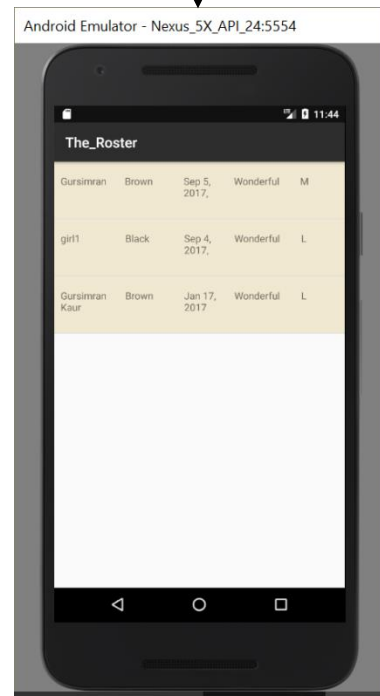 Android Emulator - Nexus_5X_API_24:5554
LTE 11:44
The_Roster
Gursimran Brown Sep 5, Wonderful M
2017,
girl1 Black Sep 4, Wonderful L
2017,
Gursimran Brown Jan 17, Wonderful L
Kaur 2017